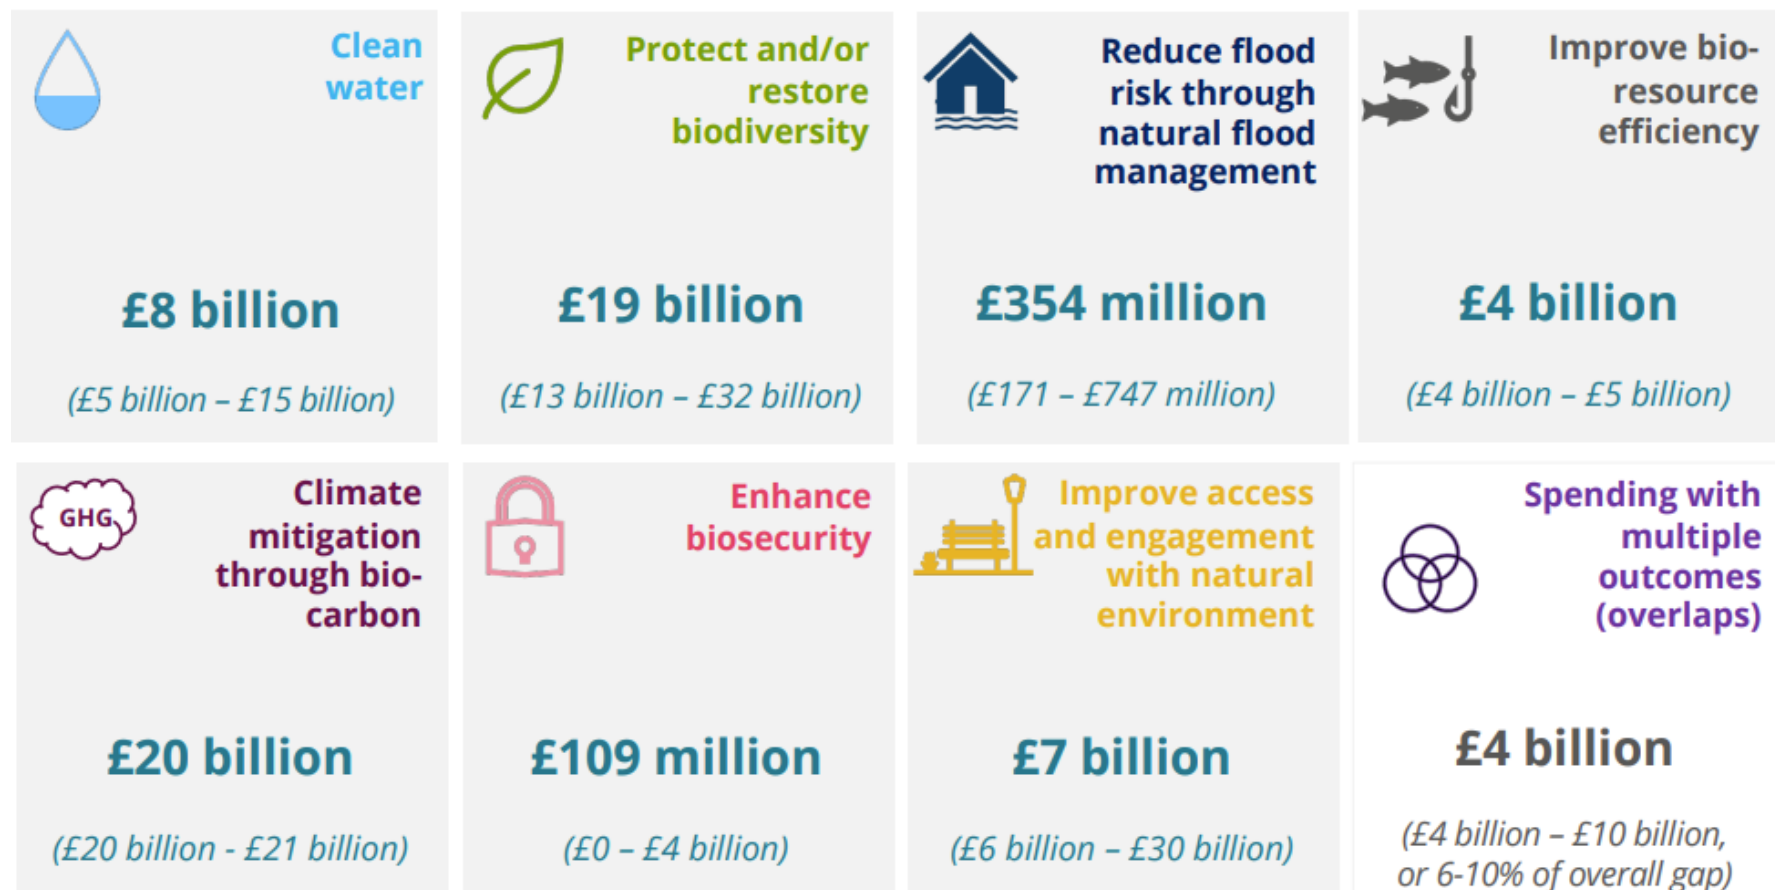 Clean
water
£8 billion
(£5 billion – £15 billion)
Protect and/or
restore
biodiversity
£19 billion
(£13 billion – £32 billion)
Reduce flood
risk through
natural flood
management
£354 million
(£171 – £747 million)
Improve bio-
resource
efficiency
£4 billion
(£4 billion – £5 billion)
GHG
Climate
mitigation
through bio-
carbon
£20 billion
(£20 billion - £21 billion)
Enhance
biosecurity
£109 million
(£0 – £4 billion)
Improve access
and engagement
with natural
environment
£7 billion
(£6 billion – £30 billion)
Spending with
multiple
outcomes
(overlaps)
£4 billion
(£4 billion – £10 billion,
or 6-10% of overall gap)